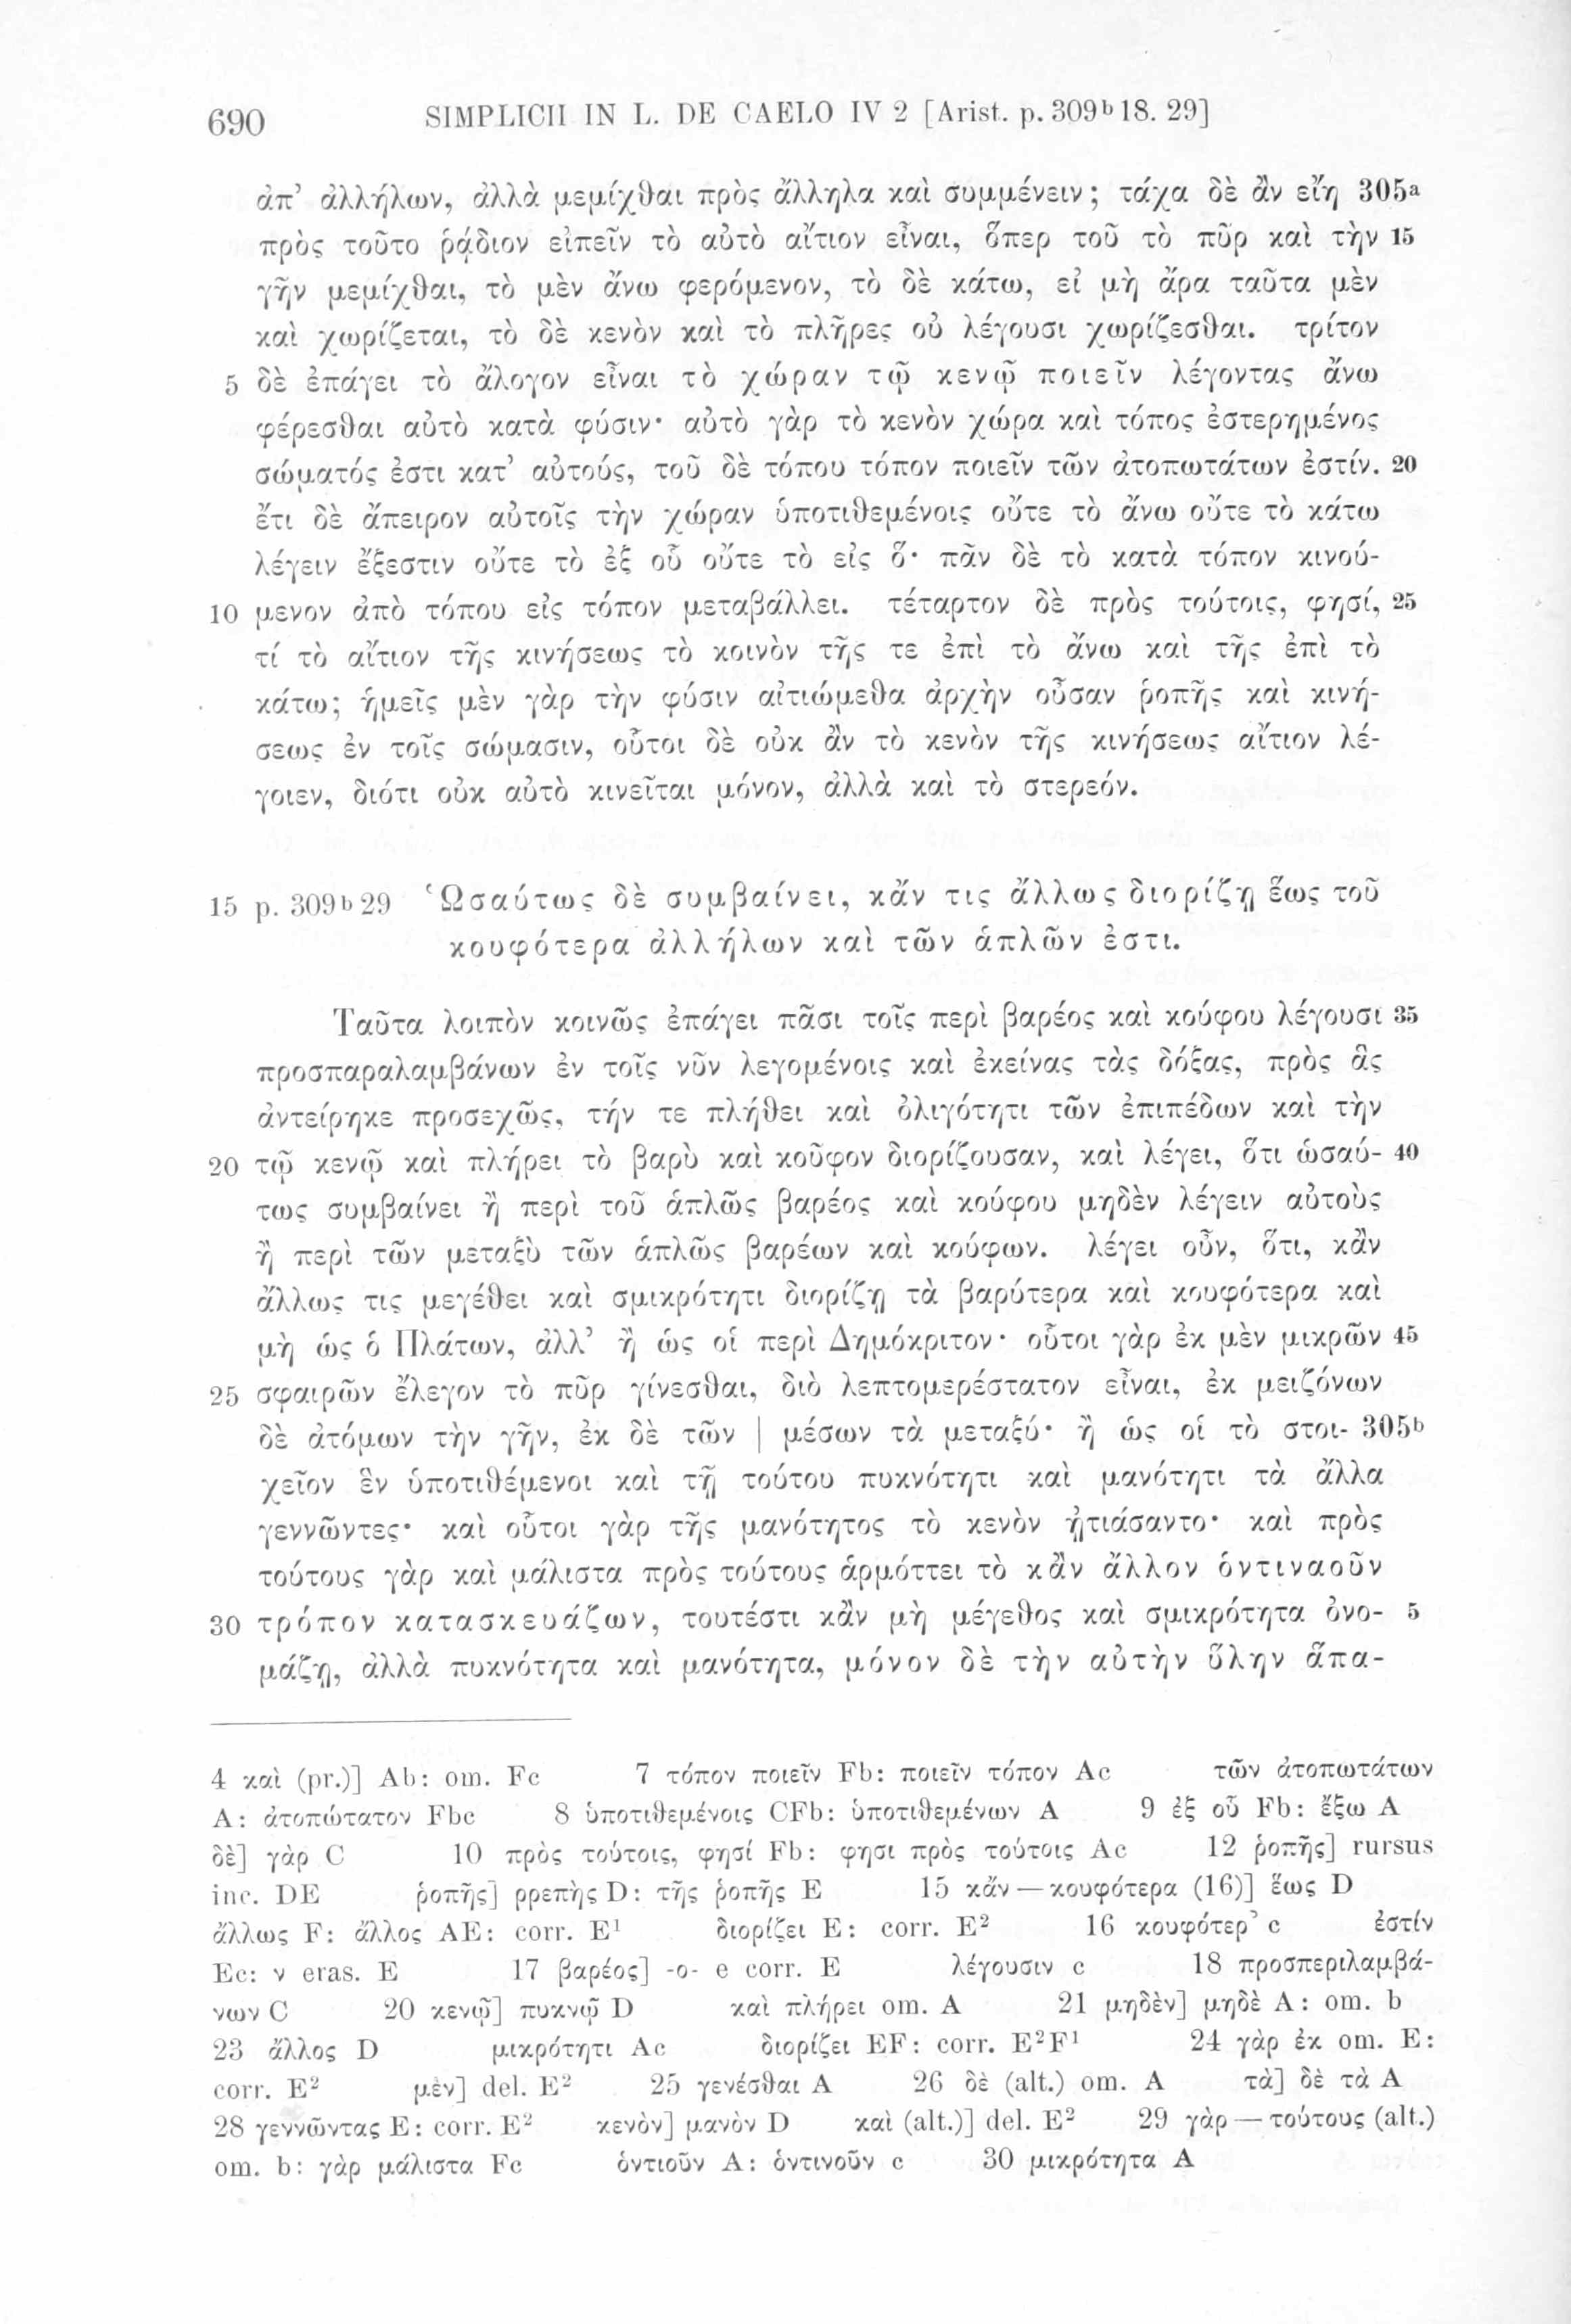 690 SIMPLICII IN L. DE CAELO IV 2 [Arist. p. 309ᵇ18. 29]
ἀπ’ ἀλλήλων, ἀλλὰ μεμίχθαι πρὸς ἄλληλα καὶ συμμένειν; τάχα δὲ ἂν εἴη 305a
πρὸς τοῦτο ῥᾴδιον εἰπεῖν τὸ αὐτὸ αἴτιον εἶναι, ὅπερ τοῦ τὸ πῦρ καὶ τὴν 15
γῆν μεμίχθαι, τὸ μὲν ἄνω φερόμενον, τὸ δὲ κάτω, εἰ μὴ ἄρα ταῦτα μὲν
καὶ χωρίζεται, τὸ δὲ κενὸν καὶ τὸ πλῆρες οὐ λέγουσι χωρίζεσθαι. τρίτον
5 δὲ ἐπάγει τὸ ἄλογον εἶναι τὸ χώραν τῷ κενῷ ποιεῖν λέγοντας ἄνω
φέρεσθαι αὐτὸ κατὰ φύσιν· αὐτὸ γὰρ τὸ κενὸν χώρα καὶ τόπος ἐστερημένος
σώματός ἐστι κατ’ αὐτούς, τοῦ δὲ τόπου τόπον ποιεῖν τῶν ἀτοπωτάτων ἐστίν. 20
ἔτι δὲ ἄπειρον αὐτοῖς τὴν χώραν ὑποτιθεμένοις οὔτε τὸ ἄνω οὔτε τὸ κάτω
λέγειν ἔξεστιν οὔτε τὸ ἐξ οὗ οὔτε τὸ εἰς ὅ· πᾶν δὲ τὸ κατὰ τόπον κινού-
10 μενον ἀπὸ τόπου εἰς τόπον μεταβάλλει. τέταρτον δὲ πρὸς τούτοις, φησί, 25
τί τὸ αἴτιον τῆς κινήσεως τὸ κοινὸν τῆς τε ἐπὶ τὸ ἄνω καὶ τῆς ἐπὶ τὸ
κάτω; ἡμεῖς μὲν γὰρ τὴν φύσιν αἰτιώμεθα ἀρχὴν οὖσαν ῥοπῆς καὶ κινή-
σεως ἐν τοῖς σώμασιν, οὗτοι δὲ οὐκ ἂν τὸ κενὸν τῆς κινήσεως αἴτιον λέ-
γοιεν, διότι οὐκ αὐτὸ κινεῖται μόνον, ἀλλὰ καὶ τὸ στερεόν.
15 p. 309ᵇ29 Ὡσαύτως δὲ συμβαίνει, κἄν τις ἄλλως διορίζῃ ἕως τοῦ
κουφότερα ἀλλήλων καὶ τῶν ἁπλῶν ἐστι.
Ταῦτα λοιπὸν κοινῶς ἐπάγει πᾶσι τοῖς περὶ βαρέος καὶ κούφου λέγουσι 35
προσπαραλαμβάνων ἐν τοῖς νῦν λεγομένοις καὶ ἐκείνας τὰς δόξας, πρὸς ἃς
ἀντείρηκε προσεχῶς, τήν τε πλήθει καὶ ὀλιγότητι τῶν ἐπιπέδων καὶ τὴν
20 τῷ κενῷ καὶ πλήρει τὸ βαρὺ καὶ κοῦφον διορίζουσαν, καὶ λέγει, ὅτι ὡσαύ- 40
τως συμβαίνει ἢ περὶ τοῦ ἁπλῶς βαρέος καὶ κούφου μηδὲν λέγειν αὐτοὺς
ἢ περὶ τῶν μεταξὺ τῶν ἁπλῶς βαρέων καὶ κούφων. λέγει οὖν, ὅτι, κἂν
ἄλλως τις μεγέθει καὶ σμικρότητι διορίζῃ τὰ βαρύτερα καὶ κουφότερα καὶ
μὴ ὡς ὁ Πλάτων, ἀλλ’ ἢ ὡς οἱ περὶ Δημόκριτον· οὗτοι γὰρ ἐκ μὲν μικρῶν 45
25 σφαιρῶν ἔλεγον τὸ πῦρ γίνεσθαι, διὸ λεπτομερέστατον εἶναι, ἐκ μειζόνων
δὲ ἀτόμων τὴν γῆν, ἐκ δὲ τῶν | μέσων τὰ μεταξύ· ἢ ὡς οἱ τὸ στοι- 305ᵇ
χεῖον ἓν ὑποτιθέμενοι καὶ τῇ τούτου πυκνότητι καὶ μανότητι τὰ ἄλλα
γεννῶντες· καὶ οὗτοι γὰρ τῆς μανότητος τὸ κενὸν ᾐτιάσαντο· καὶ πρὸς
τούτους γὰρ καὶ μάλιστα πρὸς τούτους ἁρμόττει τὸ κἂν ἄλλον ὁντιναοῦν
30 τρόπον κατασκευάζων, τουτέστι κἂν μὴ μέγεθος καὶ σμικρότητα ὀνο- 5
μάζῃ, ἀλλὰ πυκνότητα καὶ μανότητα, μόνον δὲ τὴν αὐτὴν ὕλην ἅπα-
4 καὶ (pr.)] Ab: om. Fc 7 τόπον ποιεῖν Fb: ποιεῖν τόπον Ac τῶν ἀτοπωτάτων
A: ἀτοπώτατον Fbc 8 ὑποτιθεμένοις CFb: ὑποτιθεμένων A 9 ἐξ οὗ Fb: ἔξω A
δὲ] γὰρ C 10 πρὸς τούτοις, φησί Fb: φησι πρὸς τούτοις Ac 12 ῥοπῆς] rursus
inc. DE ῥοπῆς] ρρεπὴς D: τῆς ῥοπῆς E 15 κἄν — κουφότερα (16)] ἕως D
ἄλλως F: ἄλλος AE: corr. E¹ διορίζει E: corr. E² 16 κουφότερ’ c ἐστίν
Ec: ν eras. E 17 βαρέος] -ο- e corr. E λέγουσιν c 18 προσπεριλαμβά-
νων C 20 κενῷ] πυκνῷ D καὶ πλήρει om. A 21 μηδὲν] μηδὲ A: om. b
23 ἄλλος D μικρότητι Ac διορίζει EF: corr. E²F¹ 24 γὰρ ἐκ om. E:
corr. E² μὲν] del. E² 25 γενέσθαι A 26 δὲ (alt.) om. A τὰ] δὲ τὰ A
28 γεννῶντας E: corr. E² κενὸν] μανὸν D καὶ (alt.)] del. E² 29 γὰρ — τούτους (alt.)
om. b: γὰρ μάλιστα Fc ὁντιοῦν A: ὁντινοῦν c 30 μικρότητα A